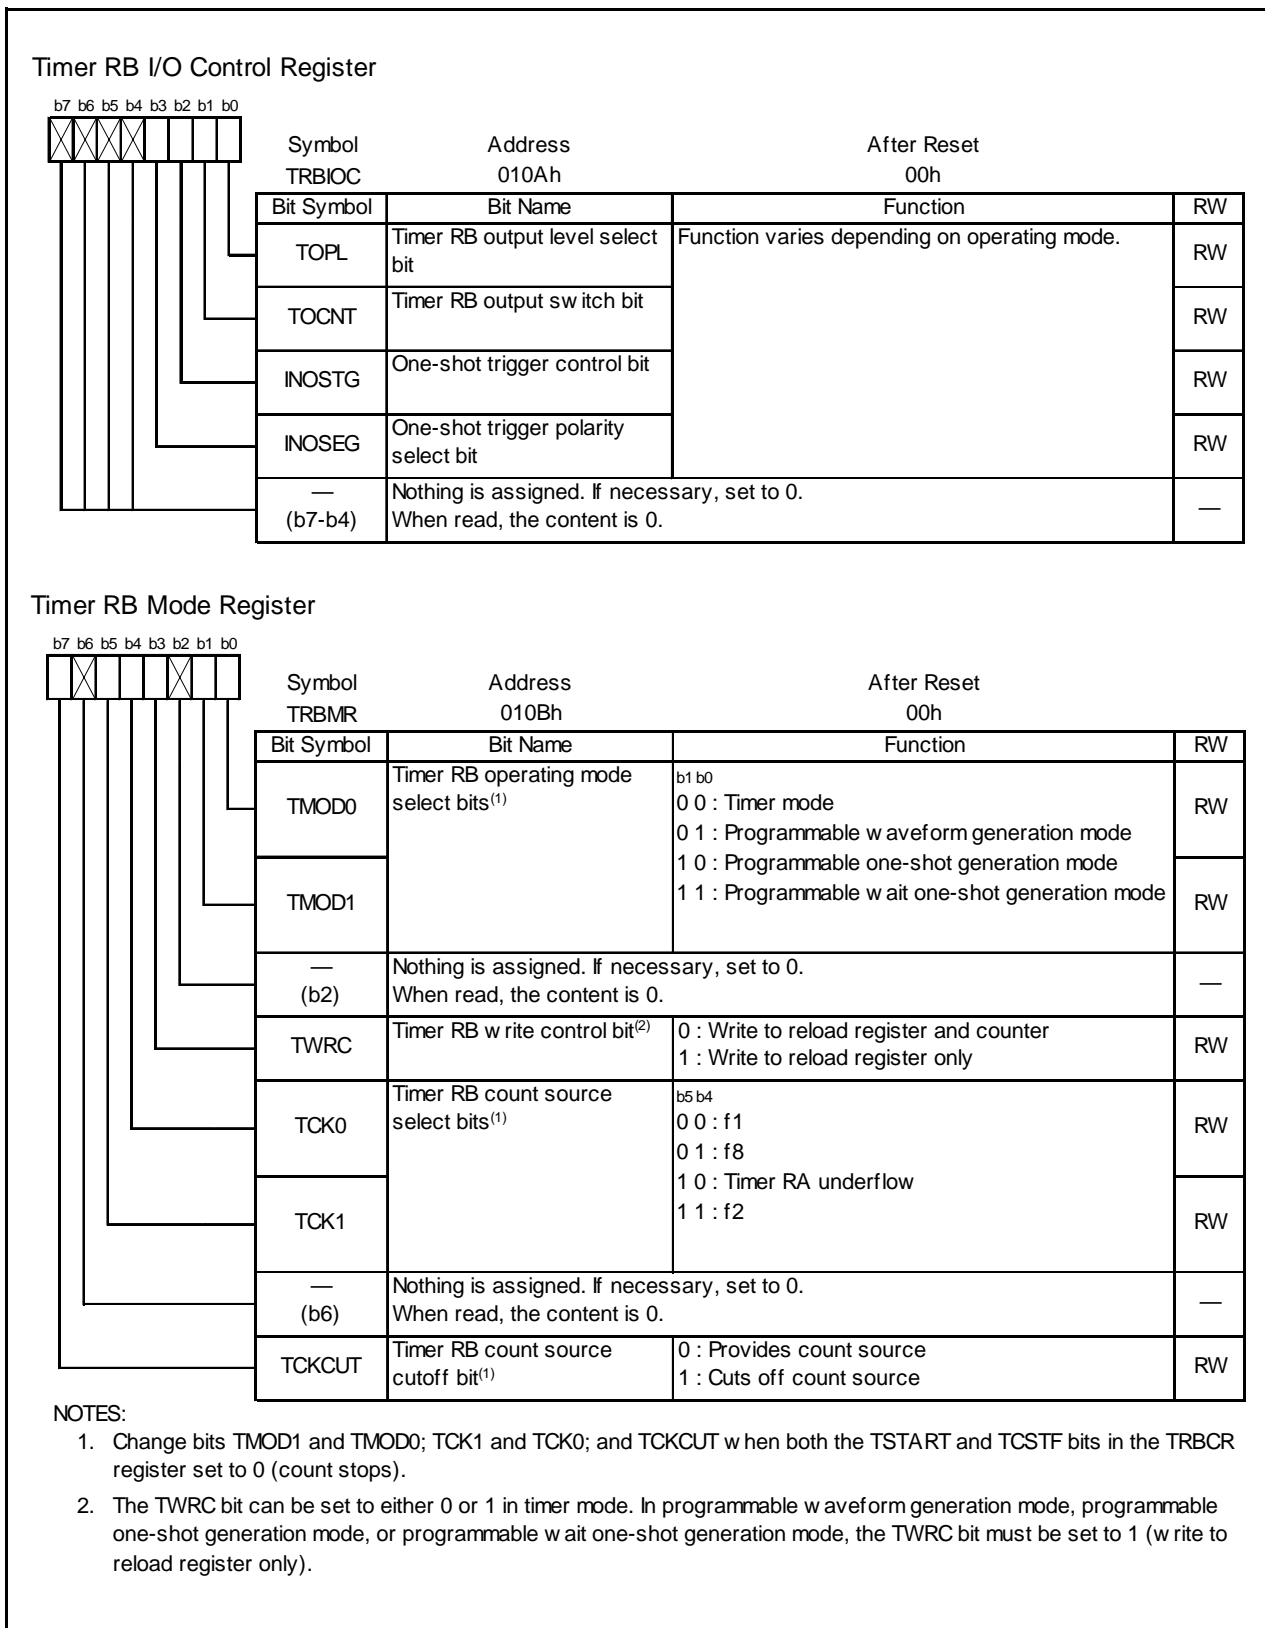 Timer RB I/O Control Register
b7 b6 b5 b4 b3 b2 b1 b0
Symbol Address After Reset
TRBIOC 010Ah 00h
Bit Symbol Bit Name Function RW
TOPL Timer RB output level select bit Function varies depending on operating mode. RW
TOCNT Timer RB output switch bit RW
INOSTG One-shot trigger control bit RW
INOSEG One-shot trigger polarity select bit RW
— (b7-b4) Nothing is assigned. If necessary, set to 0.
When read, the content is 0. —
Timer RB Mode Register
b7 b6 b5 b4 b3 b2 b1 b0
Symbol Address After Reset
TRBMR 010Bh 00h
Bit Symbol Bit Name Function RW
TMOD0 Timer RB operating mode select bits(1) b1 b0
0 0 : Timer mode RW
0 1 : Programmable waveform generation mode
1 0 : Programmable one-shot generation mode
TMOD1 1 1 : Programmable wait one-shot generation mode RW
— (b2) Nothing is assigned. If necessary, set to 0.
When read, the content is 0. —
TWRC Timer RB write control bit(2) 0 : Write to reload register and counter RW
1 : Write to reload register only
TCK0 Timer RB count source select bits(1) b5 b4
0 0 : f1 RW
0 1 : f8
1 0 : Timer RA underflow
TCK1 1 1 : f2 RW
— (b6) Nothing is assigned. If necessary, set to 0.
When read, the content is 0. —
TCKCUT Timer RB count source cutoff bit(1) 0 : Provides count source RW
1 : Cuts off count source
NOTES:
1. Change bits TMOD1 and TMOD0; TCK1 and TCK0; and TCKCUT when both the TSTART and TCSTF bits in the TRBCR
register set to 0 (count stops).
2. The TWRC bit can be set to either 0 or 1 in timer mode. In programmable waveform generation mode, programmable
one-shot generation mode, or programmable wait one-shot generation mode, the TWRC bit must be set to 1 (write to
reload register only).